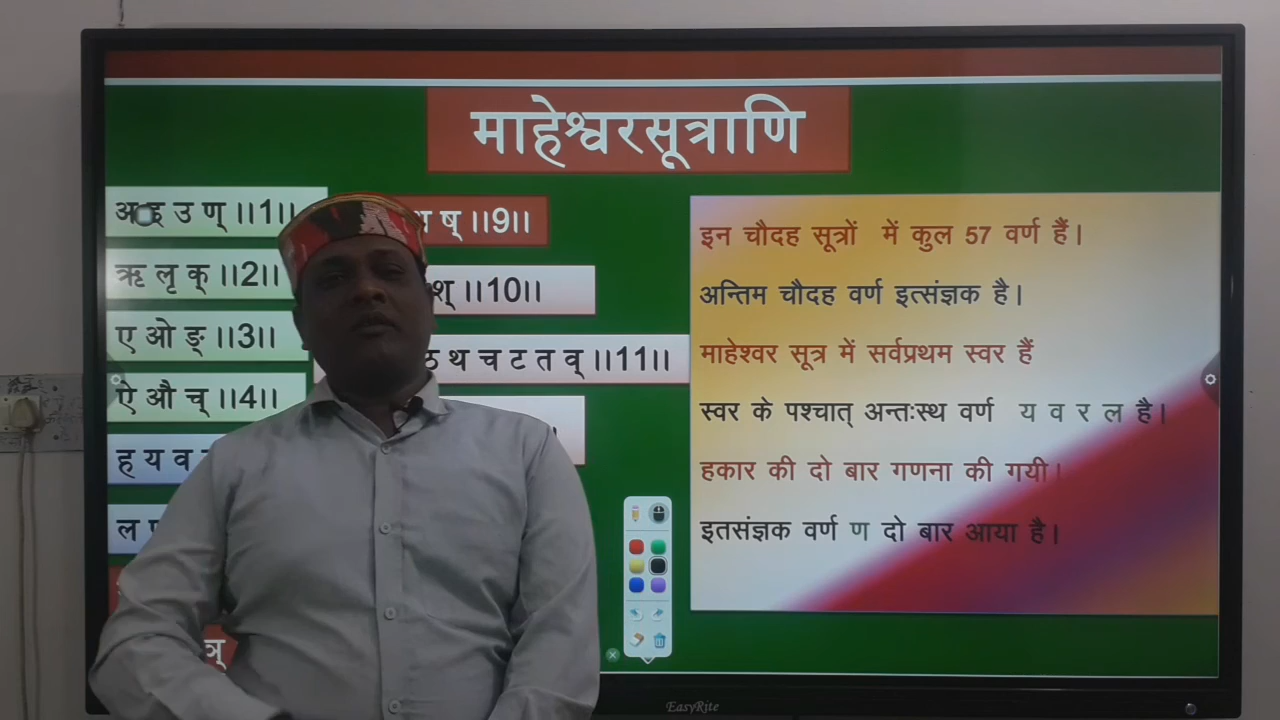 माहेश्वरसूत्राणि
अ इ उ ण् ।।1।।
ऋ लृ क् ।।2।।
ए ओ ङ् ।।3।।
ऐ औ च् ।।4।।
ह य व
ल
ञ्
ष् ।।9।।
श् ।।10।।
ठ थ च ट त व् ।।11।।
इन चौदह सूत्रों में कुल 57 वर्ण हैं।
अन्तिम चौदह वर्ण इत्संज्ञक है।
माहेश्वर सूत्र में सर्वप्रथम स्वर हैं
स्वर के पश्चात् अन्तःस्थ वर्ण य व र ल है।
हकार की दो बार गणना की गयी।
इतसंज्ञक वर्ण ण दो बार आया है।
EasyRite